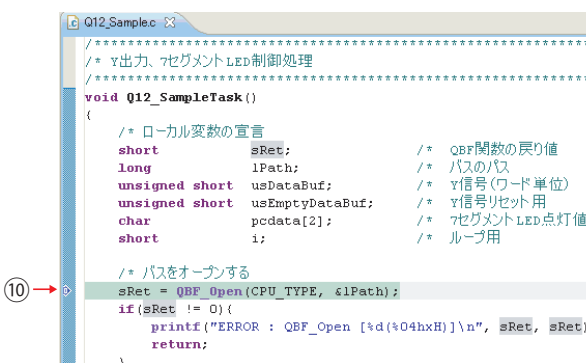 Q12_Sample.c
/*****************************************************
/* Y出力、7セグメントLED制御処理
/*****************************************************
void Q12_SampleTask()
{
/* ローカル変数の宣言
short sRet; /* QBF関数の戻り値
long lPath; /* バスのパス
unsigned short usDataBuf; /* Y信号(ワード単位)
unsigned short usEmptyDataBuf; /* Y信号リセット用
char pcdata[2]; /* 7セグメントLED点灯値
short i; /* ループ用
/* バスをオープンする
⑩ sRet = QBF_Open(CPU_TYPE, &lPath);
if(sRet != 0){
printf("ERROR : QBF_Open [%d(%04hxH)]\n", sRet, sRet)
return;
}